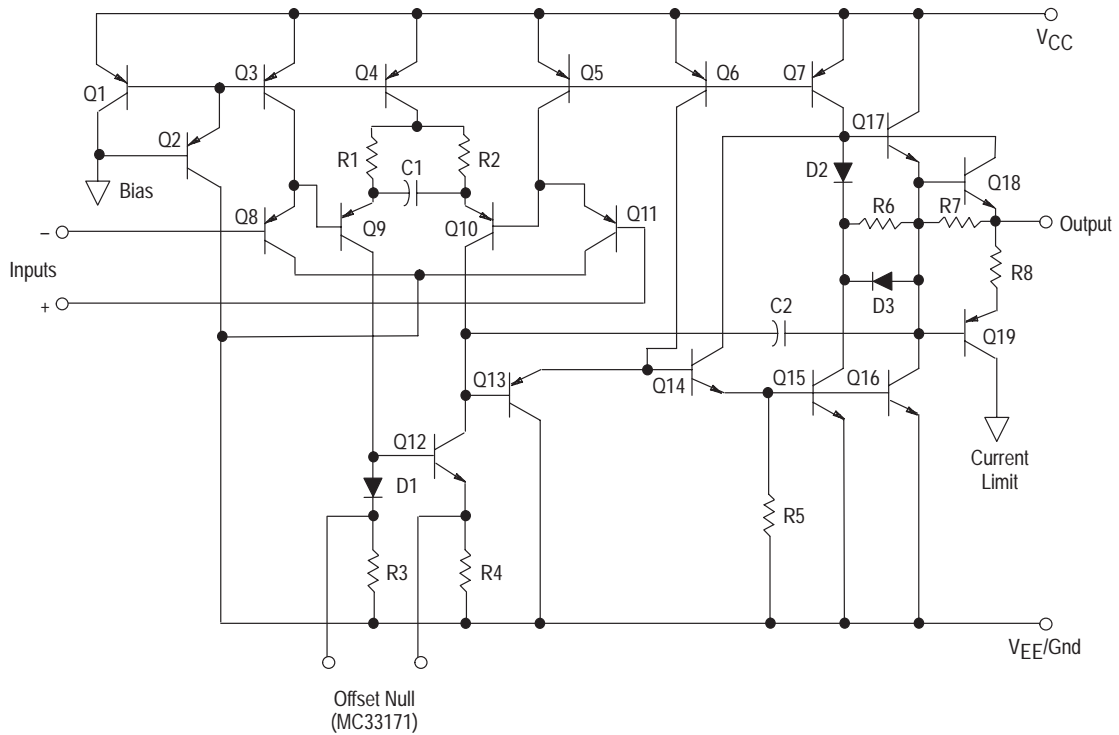 VCC
Q3
Q4
Q5
Q6
Q7
Q1
Q17
Q2
R1
C1
R2
D2
Q18
Bias
Q8
Q9
Q10
Q11
R6
R7
Output
–
Inputs
+
D3
R8
C2
Q19
Q13
Q14
Q15
Q16
Q12
D1
Current
Limit
R5
R3
R4
VEE/Gnd
Offset Null
(MC33171)